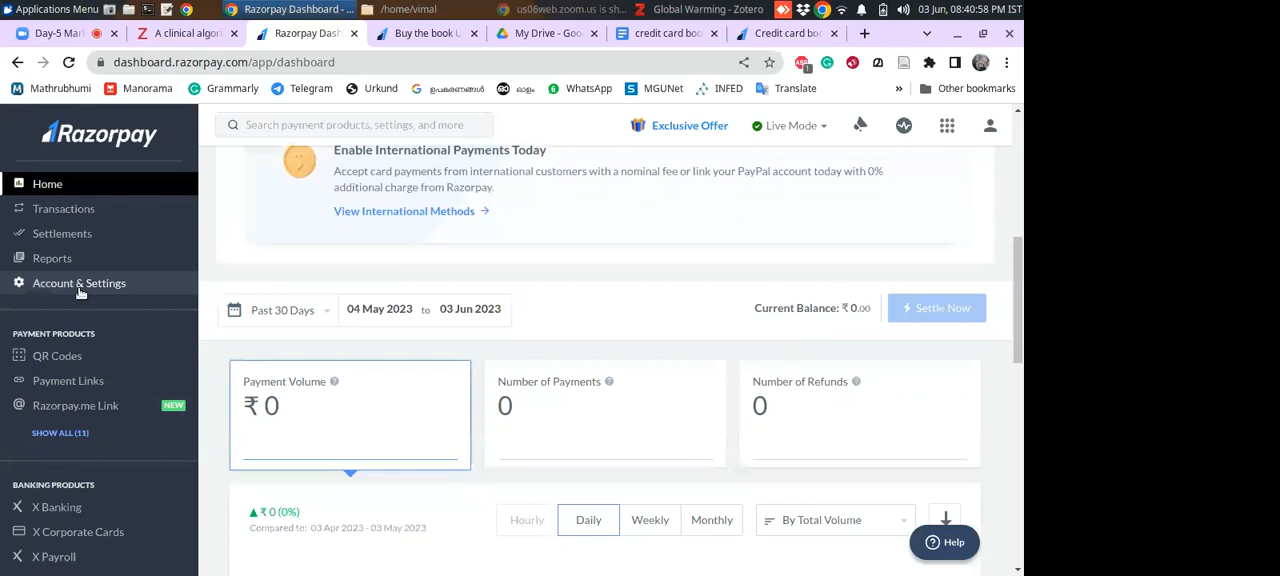 Applications Menu
Razorpay Dashboard - ...
/home/vimal
us06web.zoom.us is sh...
Global Warming - Zotero
03 Jun, 08:40:58 PM IST
Day-5 Mar
A clinical algor
Razorpay Dash
Buy the book U
My Drive - Goo
credit card boo
Credit card boo
dashboard.razorpay.com/app/dashboard
1
Mathrubhumi
Manorama
Grammarly
Telegram
Urkund
ഉപകരണങ്ങൾ
ഓളം
WhatsApp
MGUNet
INFED
Translate
»
Other bookmarks
Razorpay
Search payment products, settings, and more
Exclusive Offer
Live Mode
Home
Transactions
Settlements
Reports
Account & Settings
PAYMENT PRODUCTS
QR Codes
Payment Links
Razorpay.me Link NEW
SHOW ALL (11)
BANKING PRODUCTS
X Banking
X Corporate Cards
X Payroll
Enable International Payments Today
Accept card payments from international customers with a nominal fee or link your PayPal account today with 0%
additional charge from Razorpay.
View International Methods →
Past 30 Days 04 May 2023 to 03 Jun 2023
Current Balance: ₹ 0.00
Settle Now
Payment Volume
₹ 0
Number of Payments
0
Number of Refunds
0
▲ ₹ 0 (0%)
Compared to: 03 Apr 2023 - 03 May 2023
Hourly
Daily
Weekly
Monthly
By Total Volume
Help